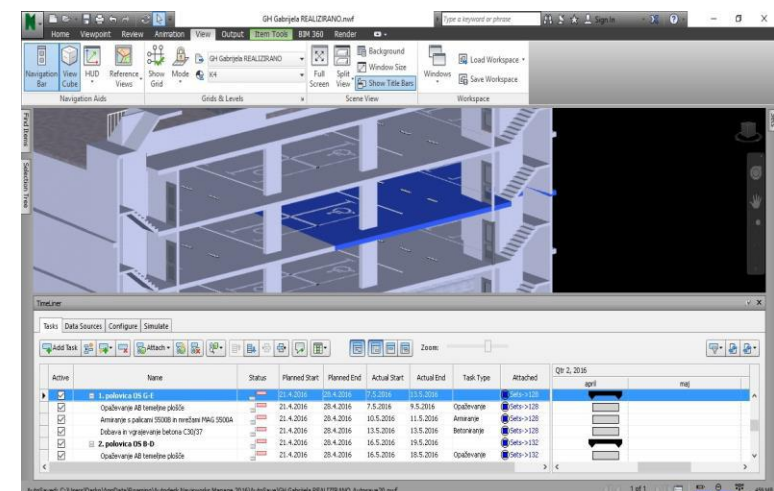 GH Gabrijela REALIZIRANO.nwf
Type a keyword or phrase
Sign In
Home Viewpoint Review Animation View Output Item Tools BIM 360 Render
Navigation Bar
View Cube
HUD
Reference Views
Show Grid
Mode
GH Gabrijela REALIZIRANO
K4
Full Screen
Split View
Background
Window Size
Show Title Bars
Windows
Load Workspace
Save Workspace
Navigation Aids
Grids & Levels
Scene View
Workspace
Find Items
Selection Tree
TimeLiner
Tasks Data Sources Configure Simulate
Add Task Attach Zoom:
Active Name Status Planned Start Planned End Actual Start Actual End Task Type Attached
Qtr 2, 2016
april maj
1. polovica OS G-E 21.4.2016 28.4.2016 7.5.2016 13.5.2016 Sets->128
Opaževanje AB temeljne plošče 21.4.2016 28.4.2016 7.5.2016 9.5.2016 Opaževanje Sets->128
Armiranje s palicami S500B in mrežami MAG S500A 21.4.2016 28.4.2016 10.5.2016 11.5.2016 Armiranje Sets->128
Dobava in vgrajevanje betona C30/37 21.4.2016 28.4.2016 13.5.2016 13.5.2016 Betoniranje Sets->128
2. polovica OS B-D 21.4.2016 28.4.2016 16.5.2016 19.5.2016 Sets->132
Opaževanje AB temeljne plošče 21.4.2016 28.4.2016 16.5.2016 18.5.2016 Opaževanje Sets->132
1 of 1